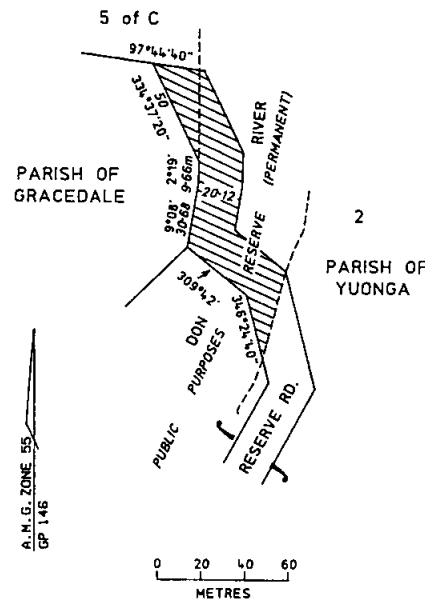 5 of C
97°44'40"
50
334°37'20"
RIVER
(PERMANENT)
PARISH OF
GRACEDALE
2°19'
9·66m
20·12
9°08'
30·68
RESERVE
2
PARISH OF
YUONGA
309°42'
346°24'40"
DON
PURPOSES
PUBLIC
RESERVE RD.
A.M.G. ZONE 55
GP 146
0 20 40 60
METRES